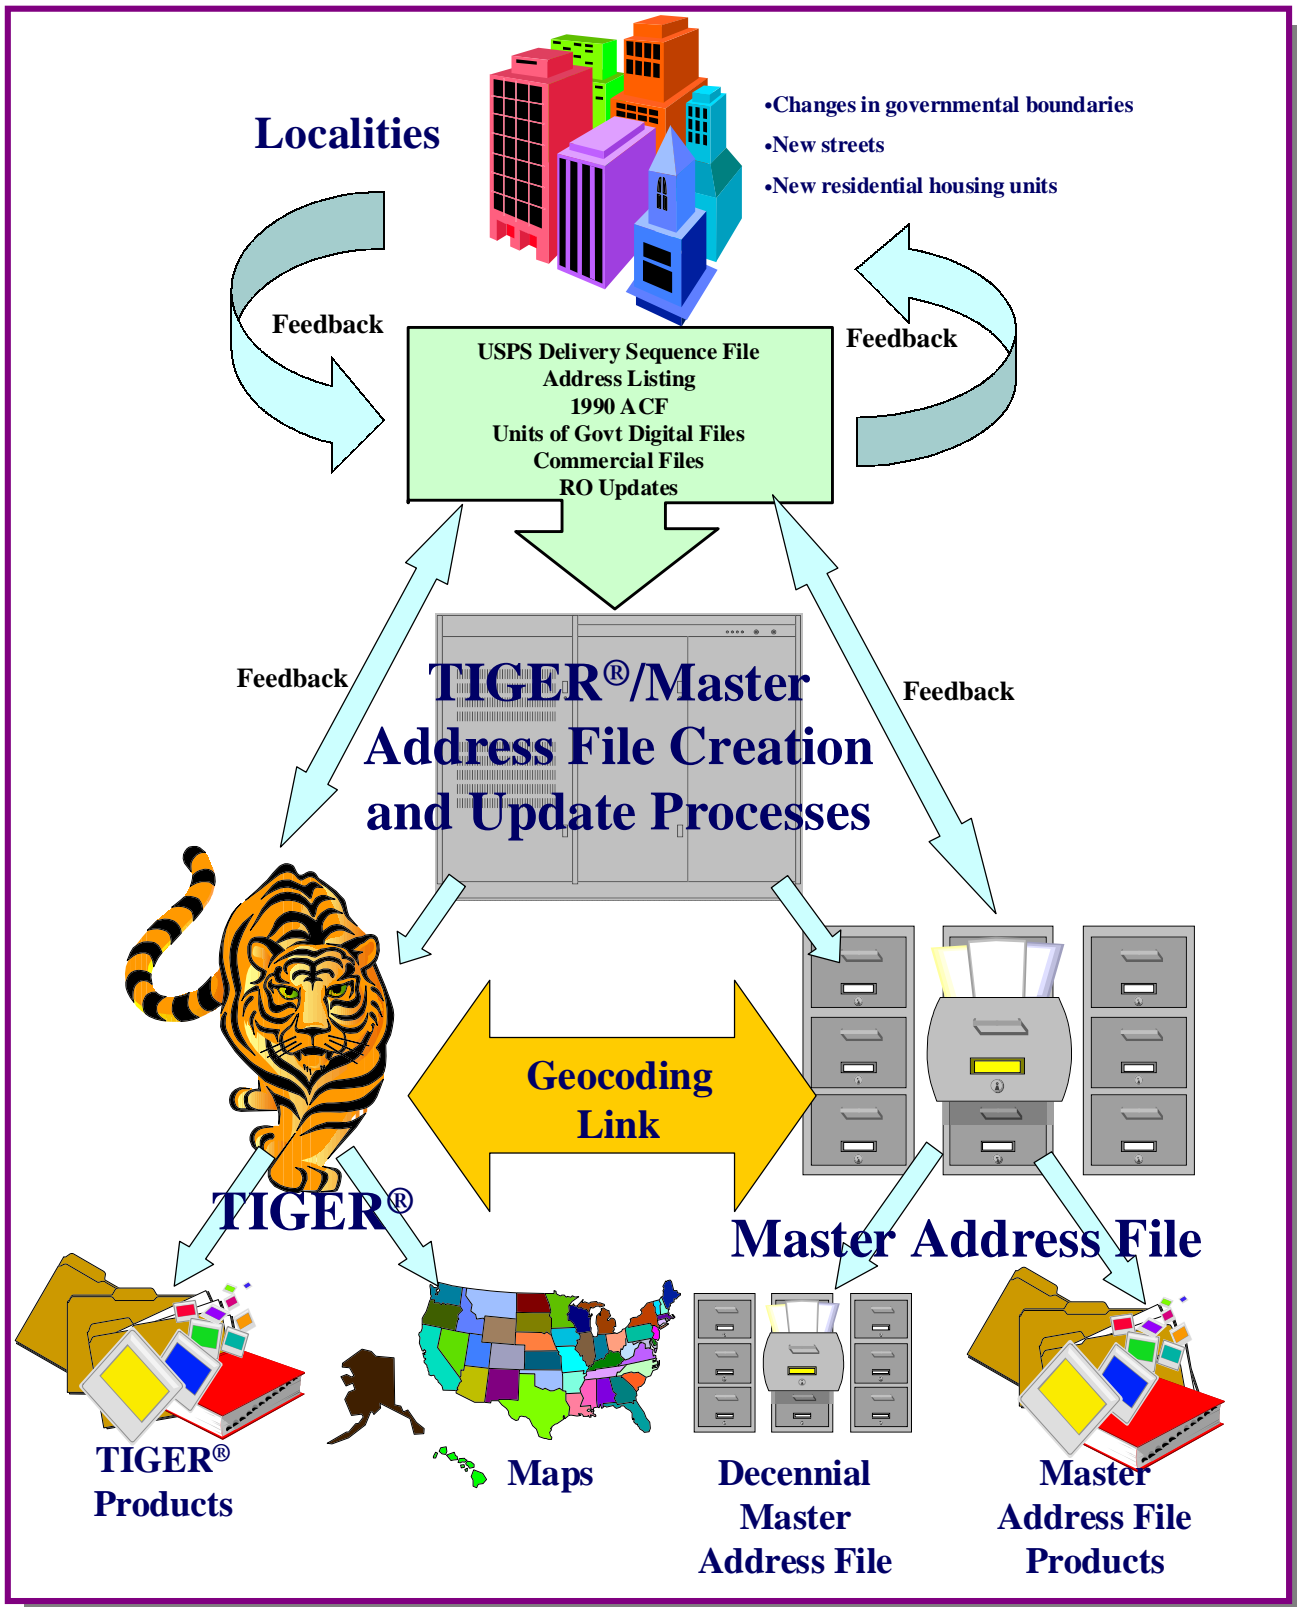 Localities
•Changes in governmental boundaries
•New streets
•New residential housing units
Feedback
Feedback
USPS Delivery Sequence File
Address Listing
1990 ACF
Units of Govt Digital Files
Commercial Files
RO Updates
Feedback
Feedback
TIGER®/Master
Address File Creation
and Update Processes
Geocoding
Link
TIGER®
Master Address File
TIGER®
Products
Maps
Decennial
Master
Address File
Master
Address File
Products